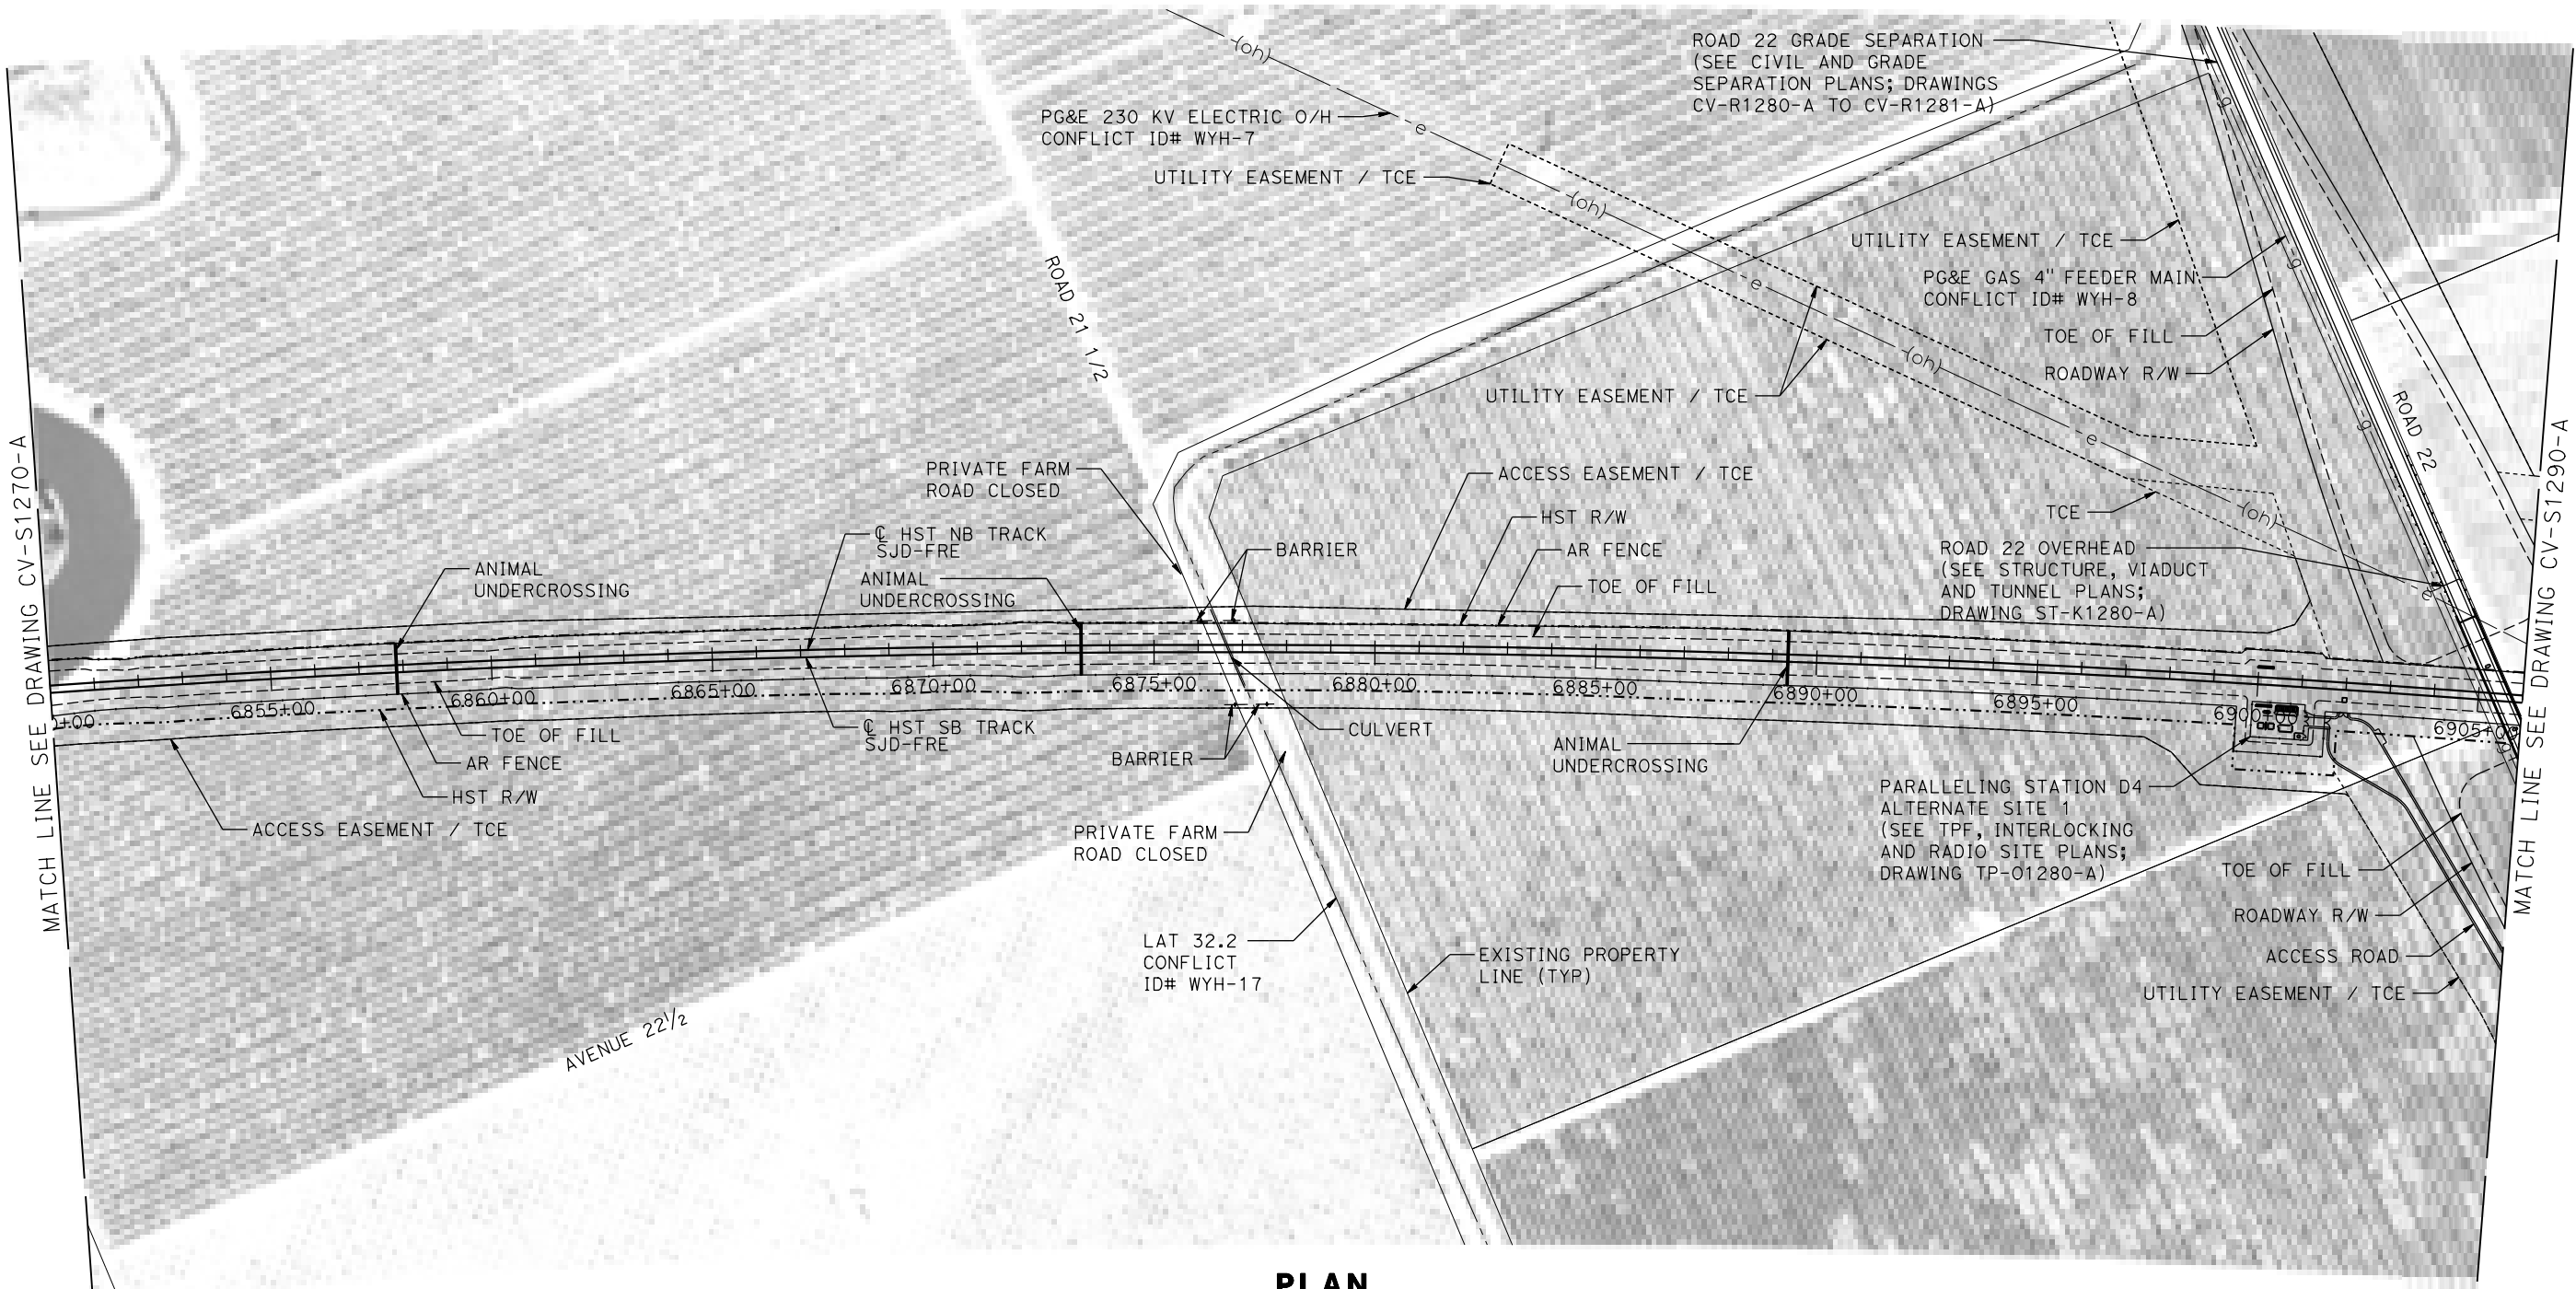 ROAD 22 GRADE SEPARATION
(SEE CIVIL AND GRADE
SEPARATION PLANS; DRAWINGS
CV-R1280-A TO CV-R1281-A)
(oh)
PG&E 230 KV ELECTRIC O/H
CONFLICT ID# WYH-7
e
g
UTILITY EASEMENT / TCE
(oh)
UTILITY EASEMENT / TCE
PG&E GAS 4" FEEDER MAIN
CONFLICT ID# WYH-8
g
e
ROAD 21 1/2
TOE OF FILL
(oh)
ROADWAY R/W
UTILITY EASEMENT / TCE
ROAD 22
g
e
MATCH LINE SEE DRAWING CV-S1270-A
MATCH LINE SEE DRAWING CV-S1290-A
PRIVATE FARM
ROAD CLOSED
ACCESS EASEMENT / TCE
TCE
(oh)
HST R/W
℄ HST NB TRACK
SJD-FRE
BARRIER
AR FENCE
ROAD 22 OVERHEAD
(SEE STRUCTURE, VIADUCT
AND TUNNEL PLANS;
DRAWING ST-K1280-A)
ANIMAL
UNDERCROSSING
ANIMAL
UNDERCROSSING
TOE OF FILL
e
0+00
6855+00
6860+00
6865+00
6870+00
6875+00
6880+00
6885+00
6890+00
6895+00
6900+00
6905+00
g
TOE OF FILL
℄ HST SB TRACK
SJD-FRE
CULVERT
AR FENCE
BARRIER
ANIMAL
UNDERCROSSING
HST R/W
PARALLELING STATION D4
ALTERNATE SITE 1
(SEE TPF, INTERLOCKING
AND RADIO SITE PLANS;
DRAWING TP-O1280-A)
ACCESS EASEMENT / TCE
PRIVATE FARM
ROAD CLOSED
TOE OF FILL
ROADWAY R/W
LAT 32.2
CONFLICT
ID# WYH-17
EXISTING PROPERTY
LINE (TYP)
ACCESS ROAD
UTILITY EASEMENT / TCE
AVENUE 22½
PLAN